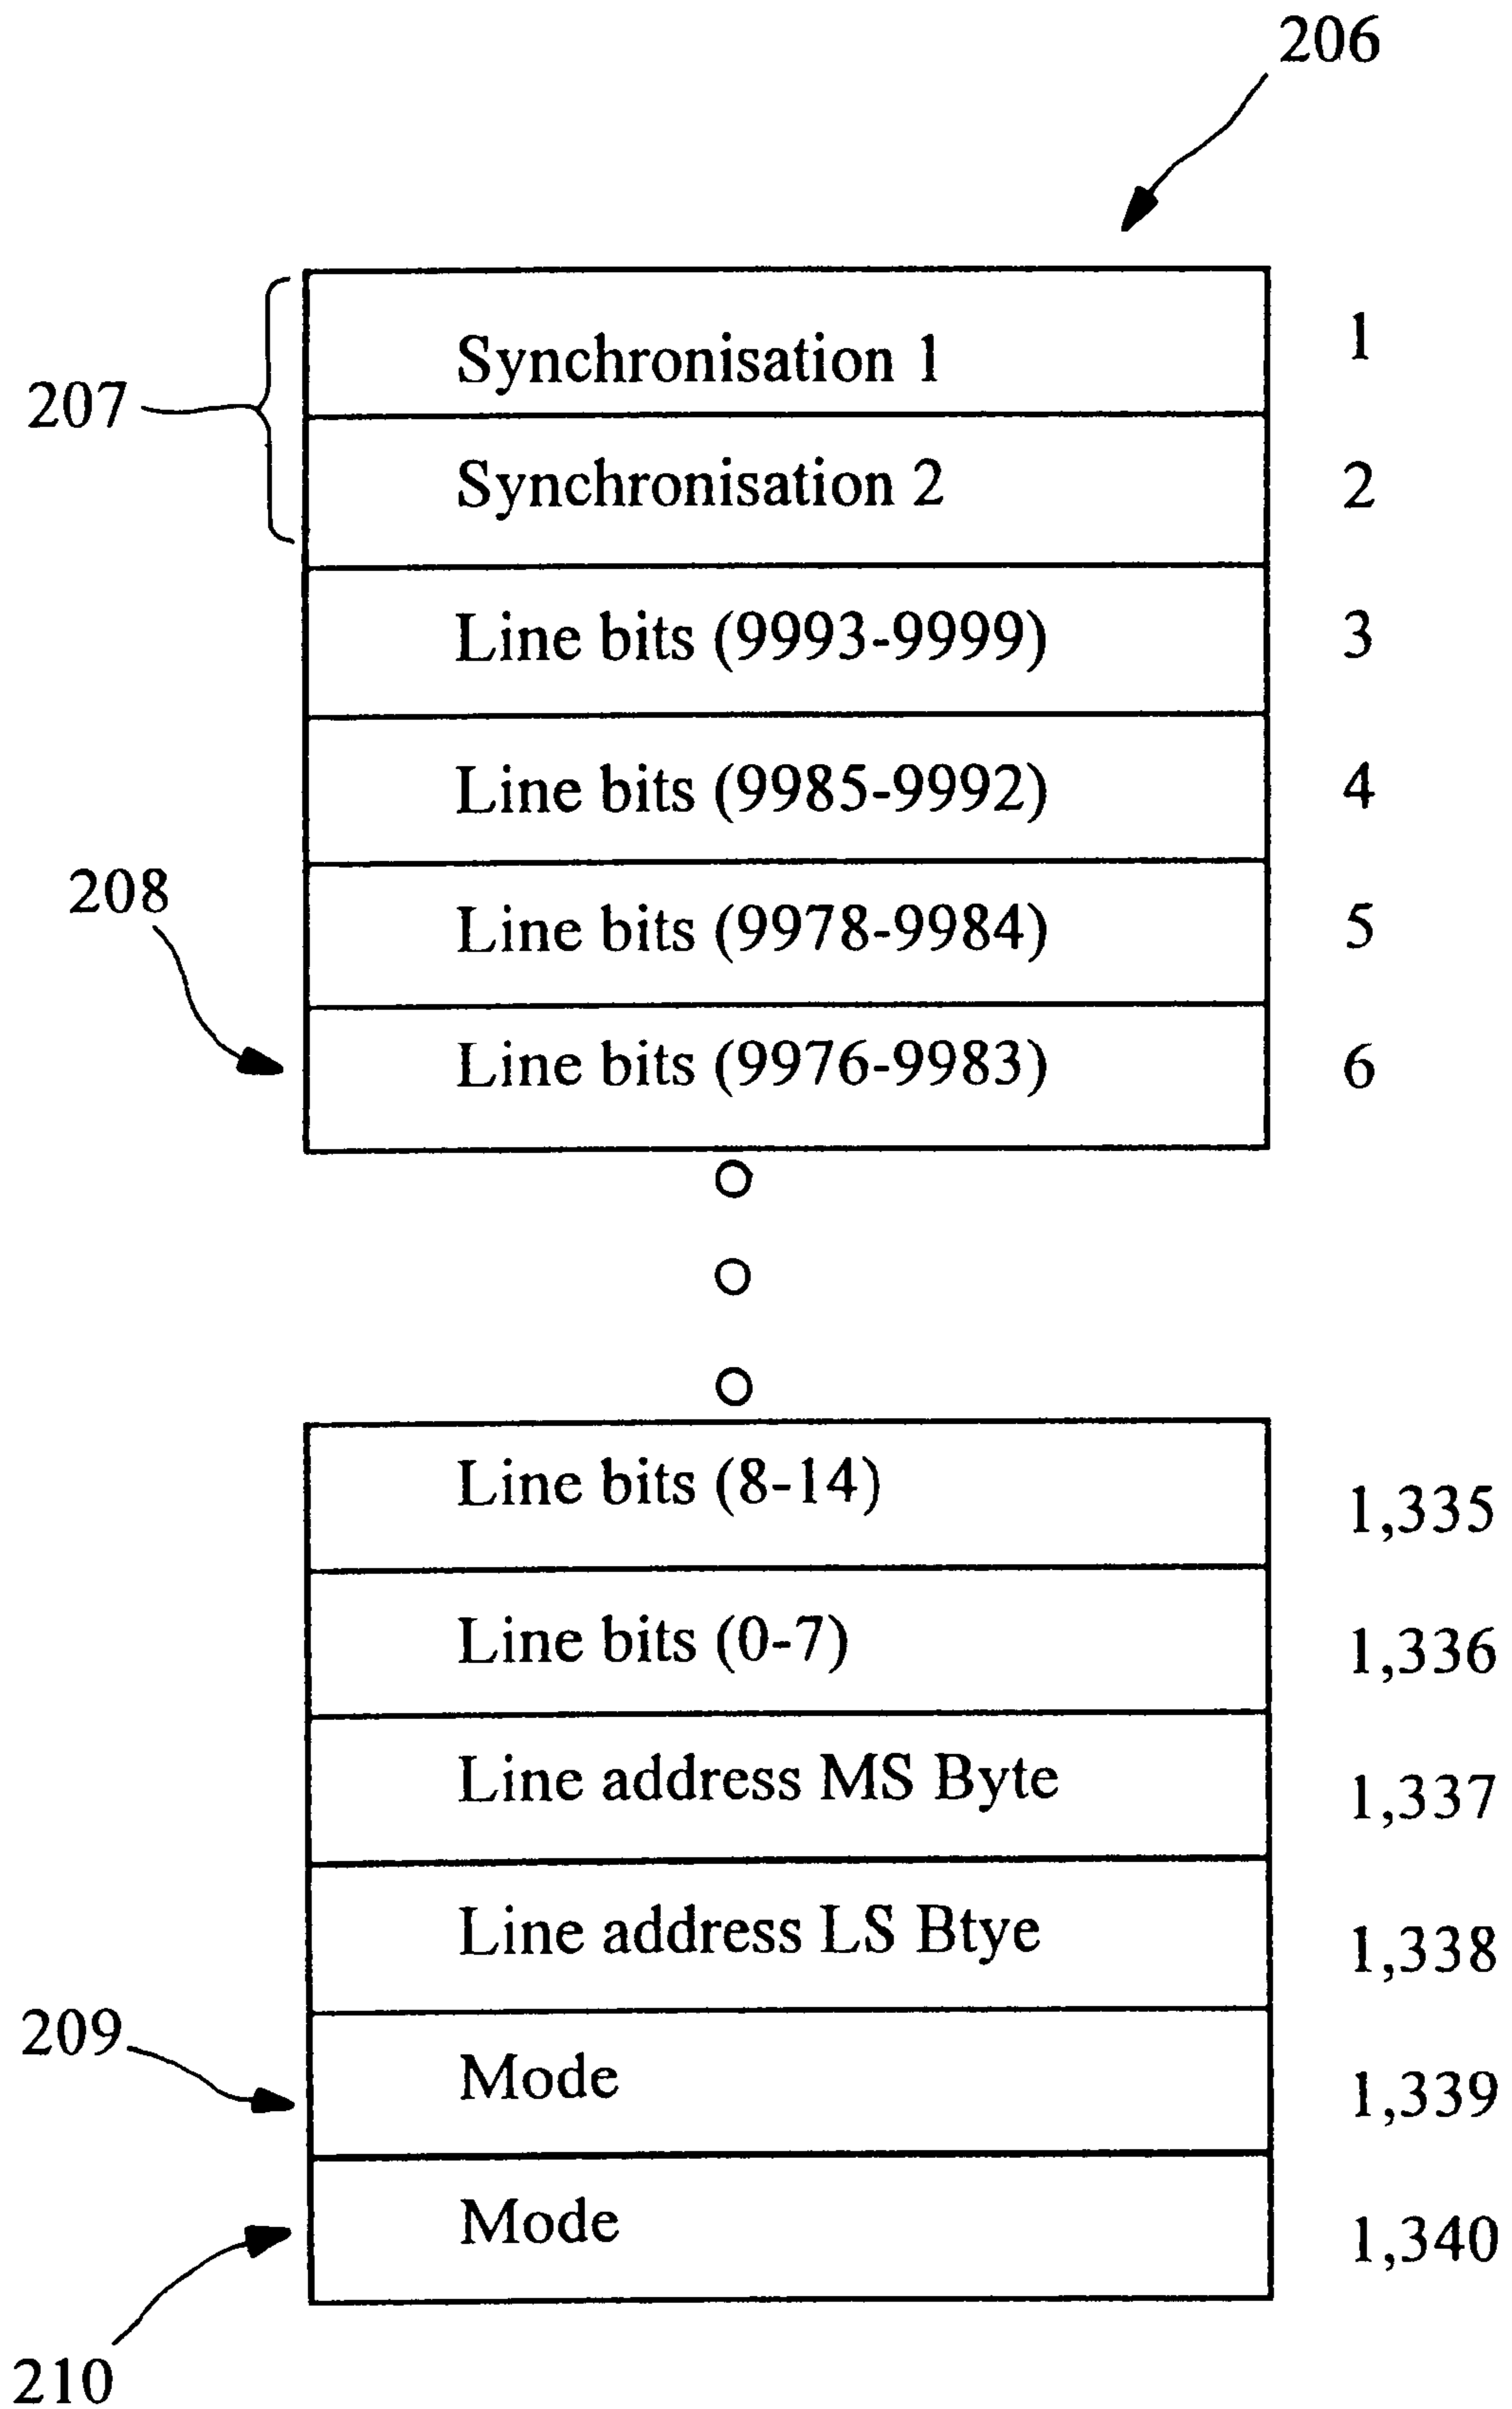 206
Synchronisation 1 1
207
Synchronisation 2 2
Line bits (9993-9999) 3
Line bits (9985-9992) 4
208
Line bits (9978-9984) 5
Line bits (9976-9983) 6
Line bits (8-14) 1,335
Line bits (0-7) 1,336
Line address MS Byte 1,337
Line address LS Btye 1,338
209
Mode 1,339
Mode 1,340
210